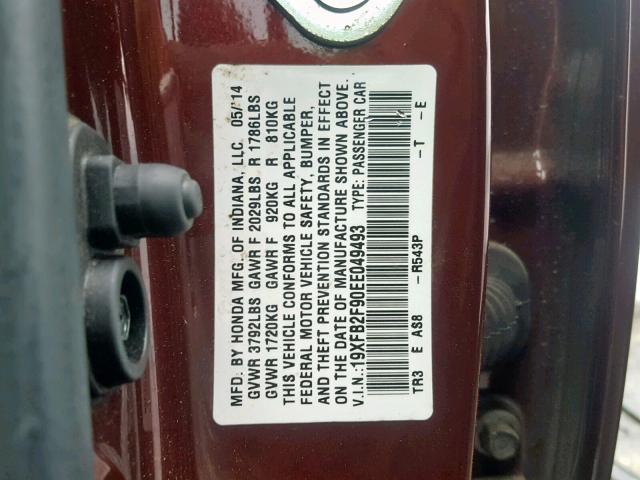 MFD. BY HONDA MFG. OF INDIANA, LLC. 05/14
GVWR 3792LBS GAWR F 2029LBS R 1786LBS
GVWR 1720KG GAWR F 920KG R 810KG
THIS VEHICLE CONFORMS TO ALL APPLICABLE
FEDERAL MOTOR VEHICLE SAFETY, BUMPER,
AND THEFT PREVENTION STANDARDS IN EFFECT
ON THE DATE OF MANUFACTURE SHOWN ABOVE.
V.I.N.:19XFB2F90EE049493 TYPE: PASSENGER CAR
TR3 E AS8 - R543P - T - E